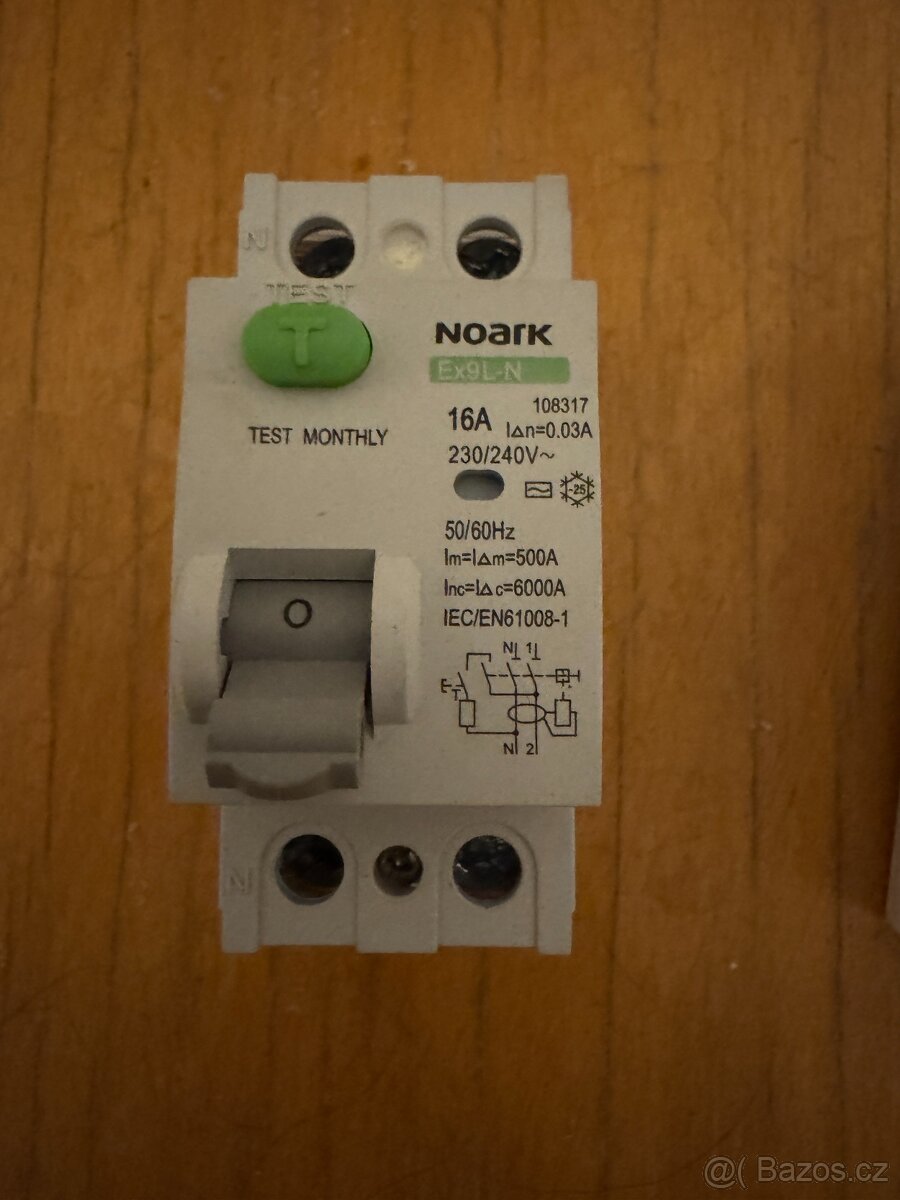 N
TEST
T
NOARK
Ex9L-N
TEST MONTHLY
16A
108317
I∆n=0.03A
230/240V~
-25
50/60Hz
Im=I∆m=500A
Inc=I∆c=6000A
IEC/EN61008-1
O
N 1
E T
N 2
N
@( Bazos.cz